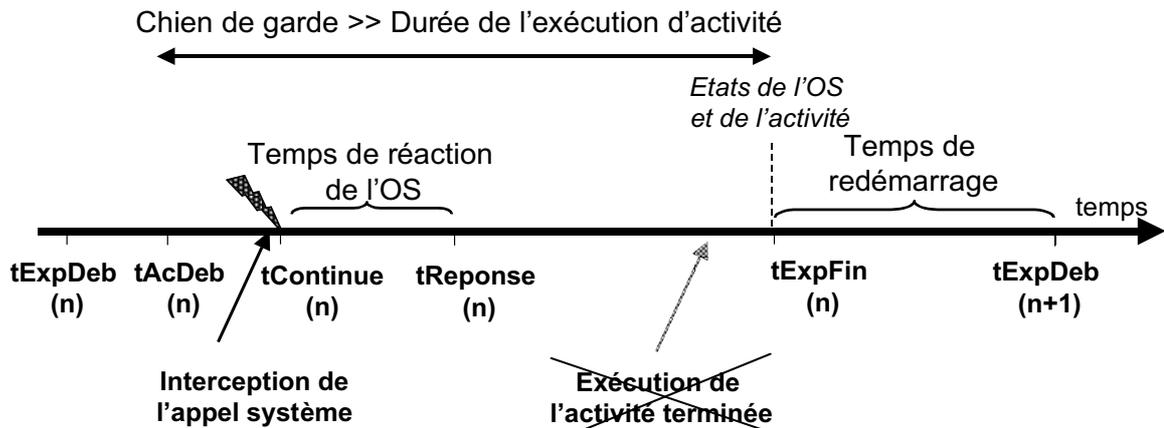 Chien de garde >> Durée de l’exécution d’activité
Etats de l’OS
et de l’activité
Temps de réaction
de l’OS
Temps de
redémarrage
temps
tExpDeb
(n)
tAcDeb
(n)
tContinue
(n)
tReponse
(n)
tExpFin
(n)
tExpDeb
(n+1)
Interception de
l’appel système
Exécution de
l’activité terminée